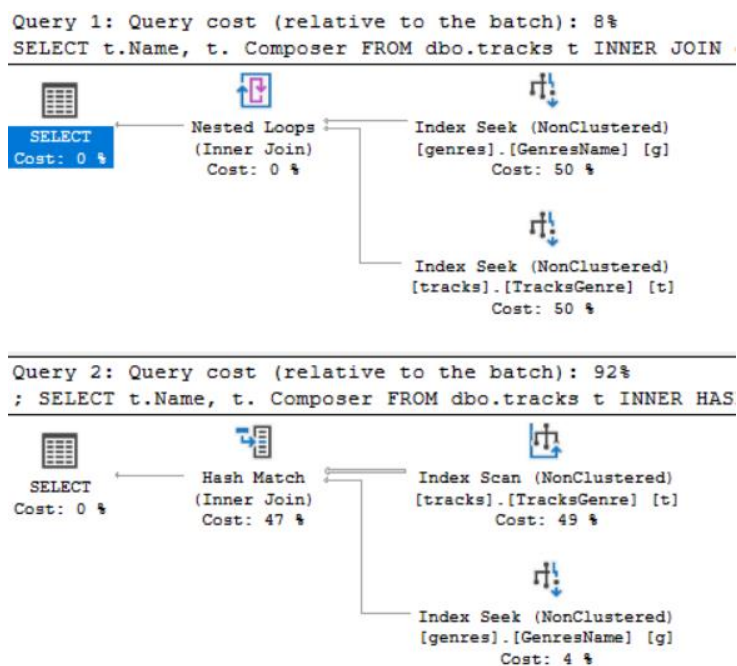 Query 1: Query cost (relative to the batch): 8%
SELECT t.Name, t. Composer FROM dbo.tracks t INNER JOIN
SELECT
Cost: 0 %
Nested Loops
(Inner Join)
Cost: 0 %
Index Seek (NonClustered)
[genres].[GenresName] [g]
Cost: 50 %
Index Seek (NonClustered)
[tracks].[TracksGenre] [t]
Cost: 50 %
Query 2: Query cost (relative to the batch): 92%
; SELECT t.Name, t. Composer FROM dbo.tracks t INNER HAS
SELECT
Cost: 0 %
Hash Match
(Inner Join)
Cost: 47 %
Index Scan (NonClustered)
[tracks].[TracksGenre] [t]
Cost: 49 %
Index Seek (NonClustered)
[genres].[GenresName] [g]
Cost: 4 %